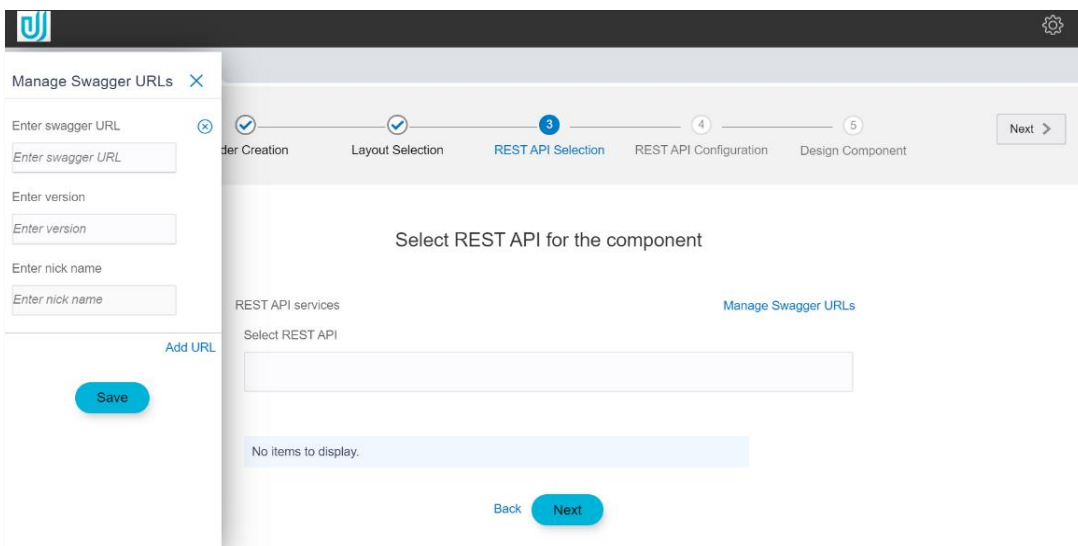 Manage Swagger URLs
Enter swagger URL
Enter swagger URL
Enter version
Enter version
Enter nick name
Enter nick name
Add URL
Save
der Creation
Layout Selection
3
REST API Selection
4
REST API Configuration
5
Design Component
Next
Select REST API for the component
REST API services
Manage Swagger URLs
Select REST API
No items to display.
Back
Next